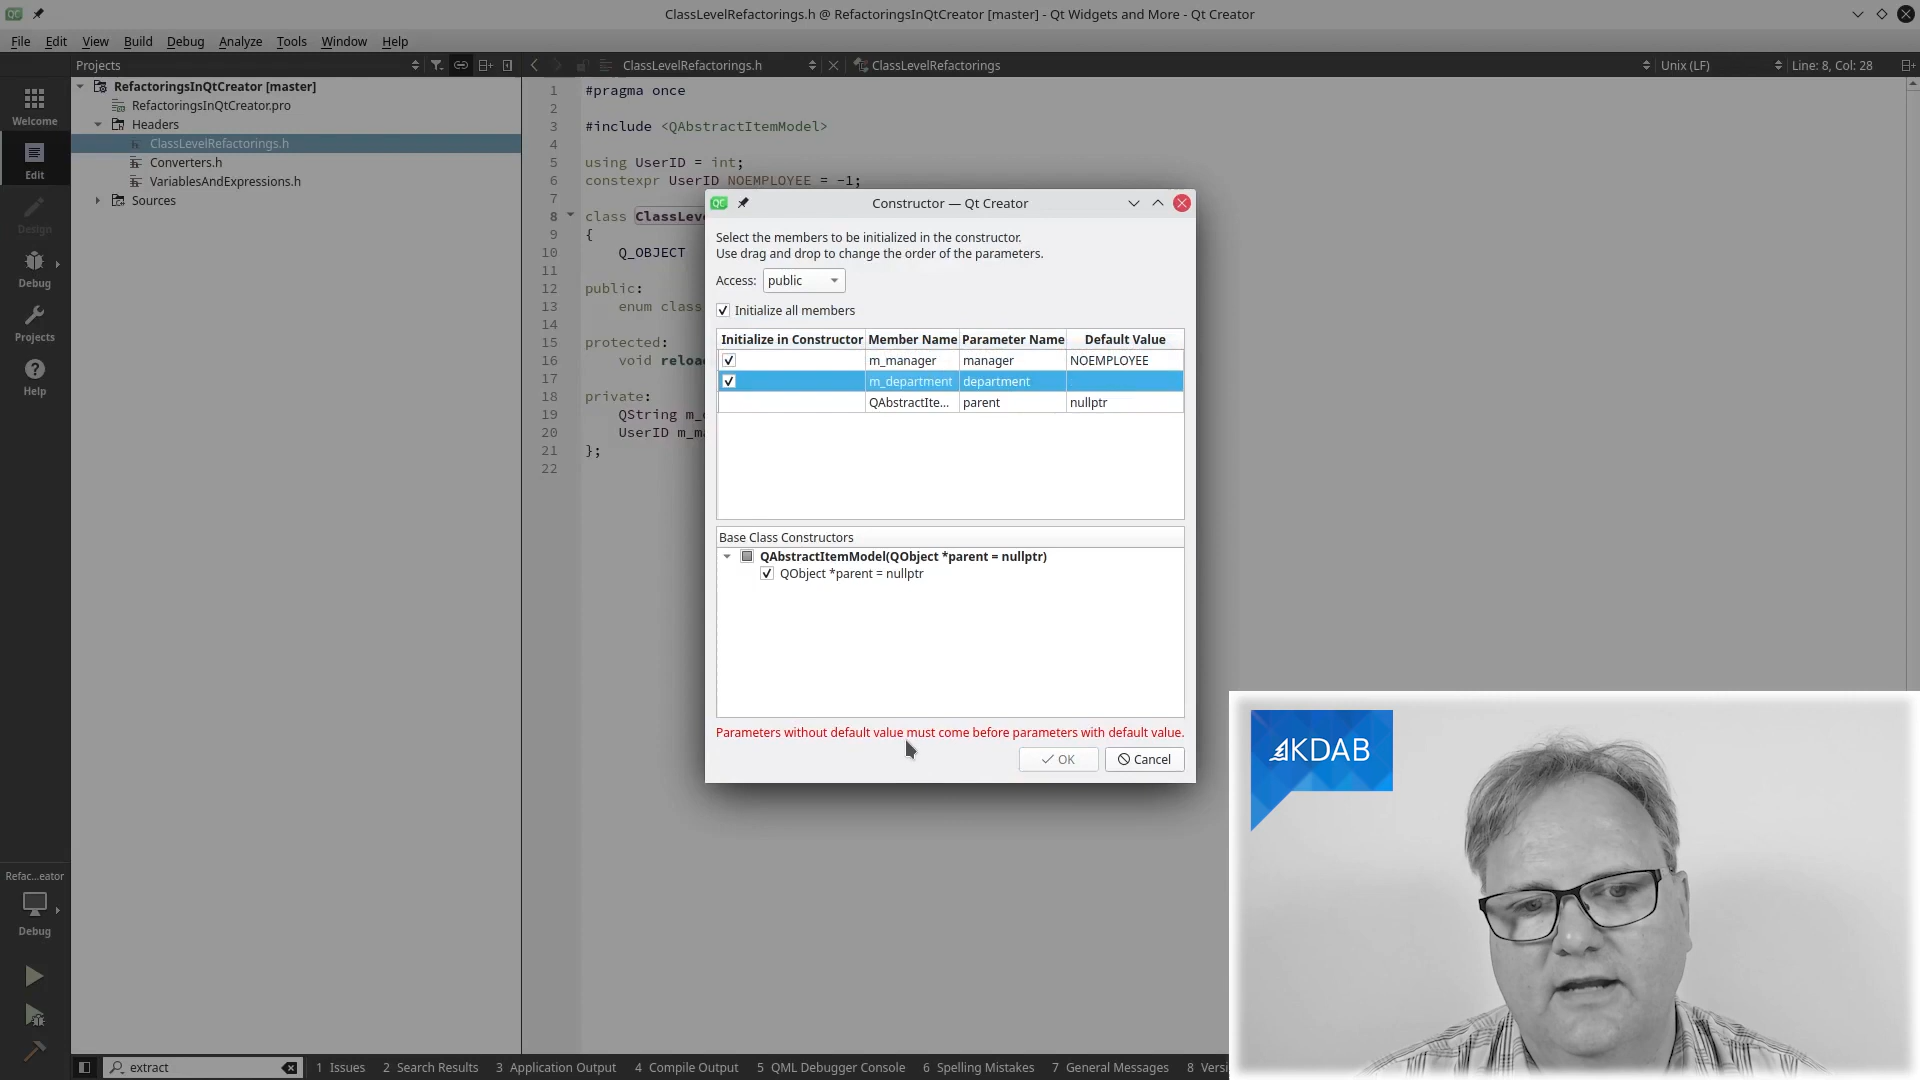 ClassLevelRefactorings.h @ RefactoringsInQtCreator [master] - Qt Widgets and More - Qt Creator
File Edit View Build Debug Analyze Tools Window Help
Projects
ClassLevelRefactorings.h
ClassLevelRefactorings
Unix (LF)
Line: 8, Col: 28
Welcome
Edit
Design
Debug
Projects
Help
Refac...eator
Debug
RefactoringsInQtCreator [master]
RefactoringsInQtCreator.pro
Headers
ClassLevelRefactorings.h
Converters.h
VariablesAndExpressions.h
Sources
1 #pragma once
2
3 #include <QAbstractItemModel>
4
5 using UserID = int;
6 constexpr UserID NOEMPLOYEE = -1;
7
8 class ClassLev
9 {
10 Q_OBJECT
11
12 public:
13 enum class
14
15 protected:
16 void reloa
17
18 private:
19 QString m_
20 UserID m_m
21 };
22
QC
Constructor — Qt Creator
Select the members to be initialized in the constructor.
Use drag and drop to change the order of the parameters.
Access: public
Initialize all members
Initialize in Constructor Member Name Parameter Name Default Value
m_manager manager NOEMPLOYEE
m_department department
QAbstractIte... parent nullptr
Base Class Constructors
QAbstractItemModel(QObject *parent = nullptr)
QObject *parent = nullptr
Parameters without default value must come before parameters with default value.
OK
Cancel
KDAB
extract
1 Issues 2 Search Results 3 Application Output 4 Compile Output 5 QML Debugger Console 6 Spelling Mistakes 7 General Messages 8 Versi